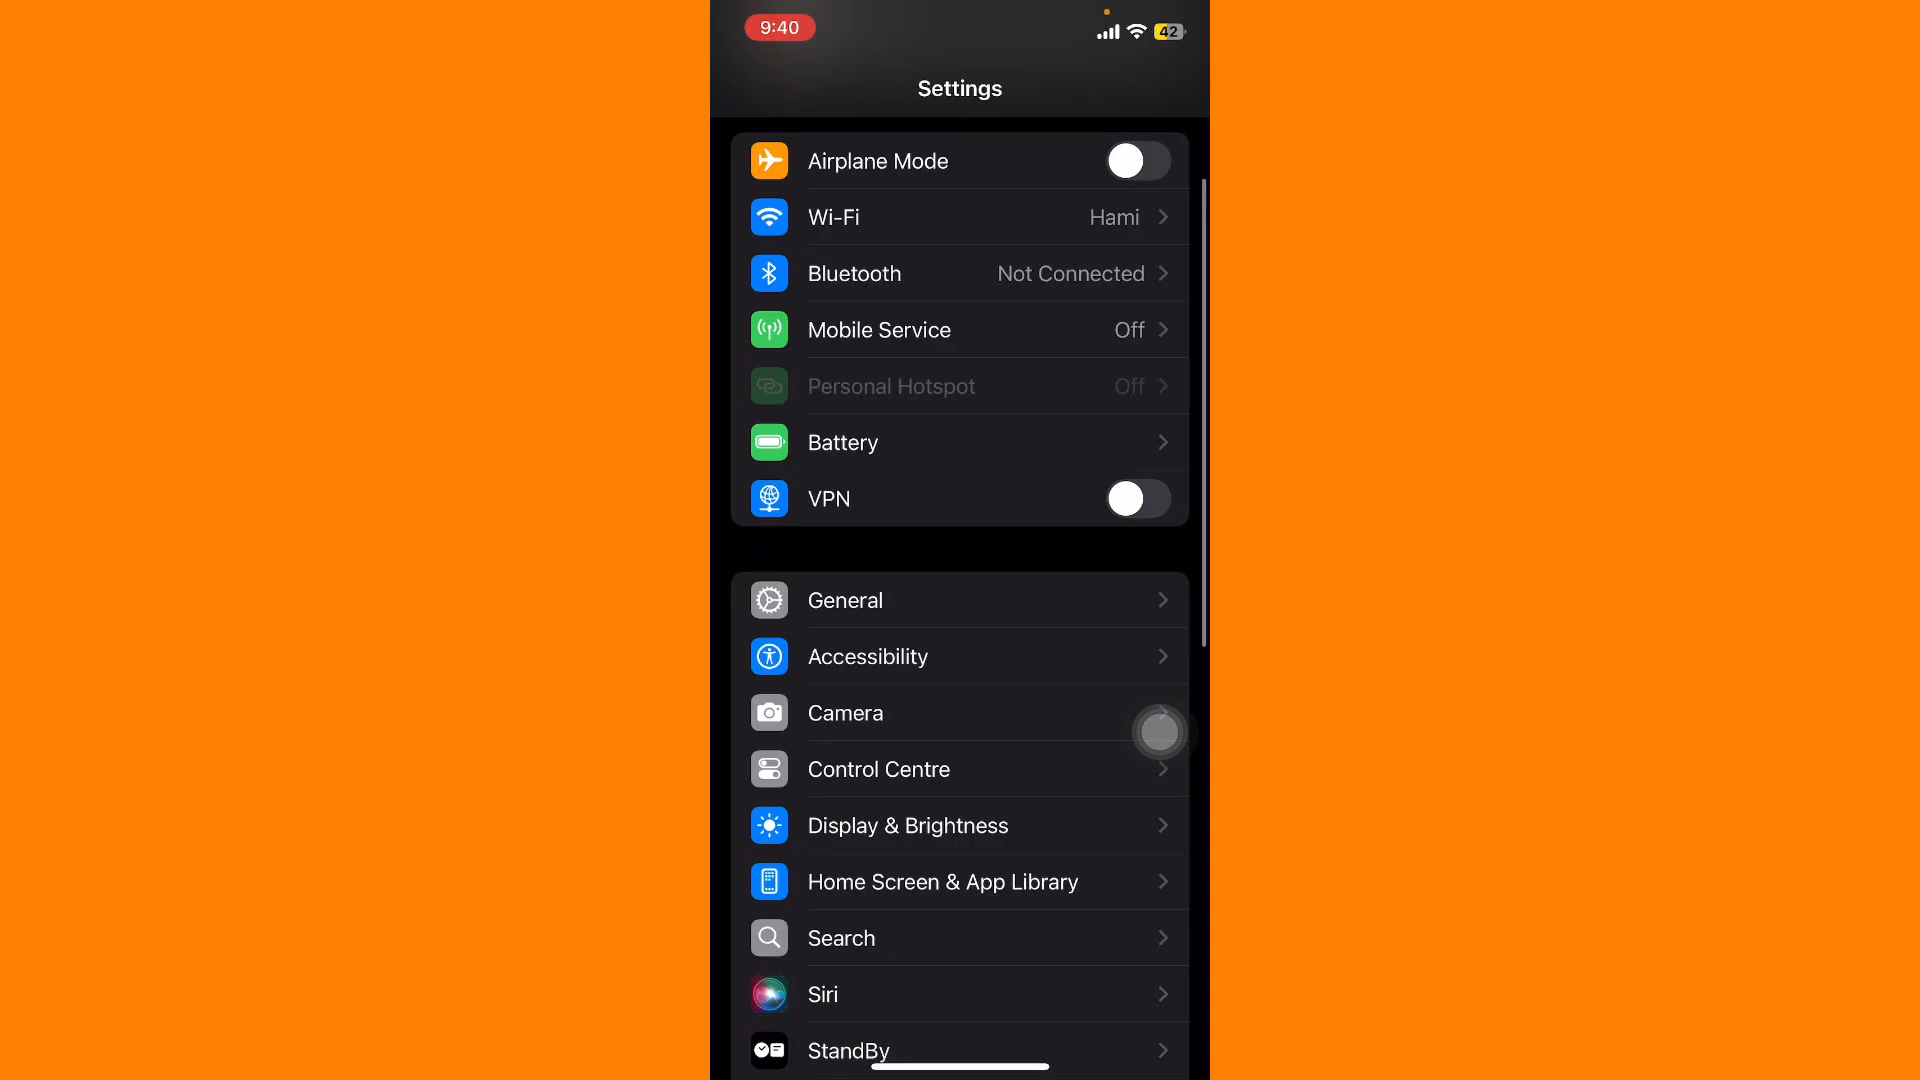 9:40
42
Settings
Airplane Mode
Wi-Fi Hami
Bluetooth Not Connected
Mobile Service Off
Personal Hotspot Off
Battery
VPN
General
Accessibility
Camera
Control Centre
Display & Brightness
Home Screen & App Library
Search
Siri
StandBy